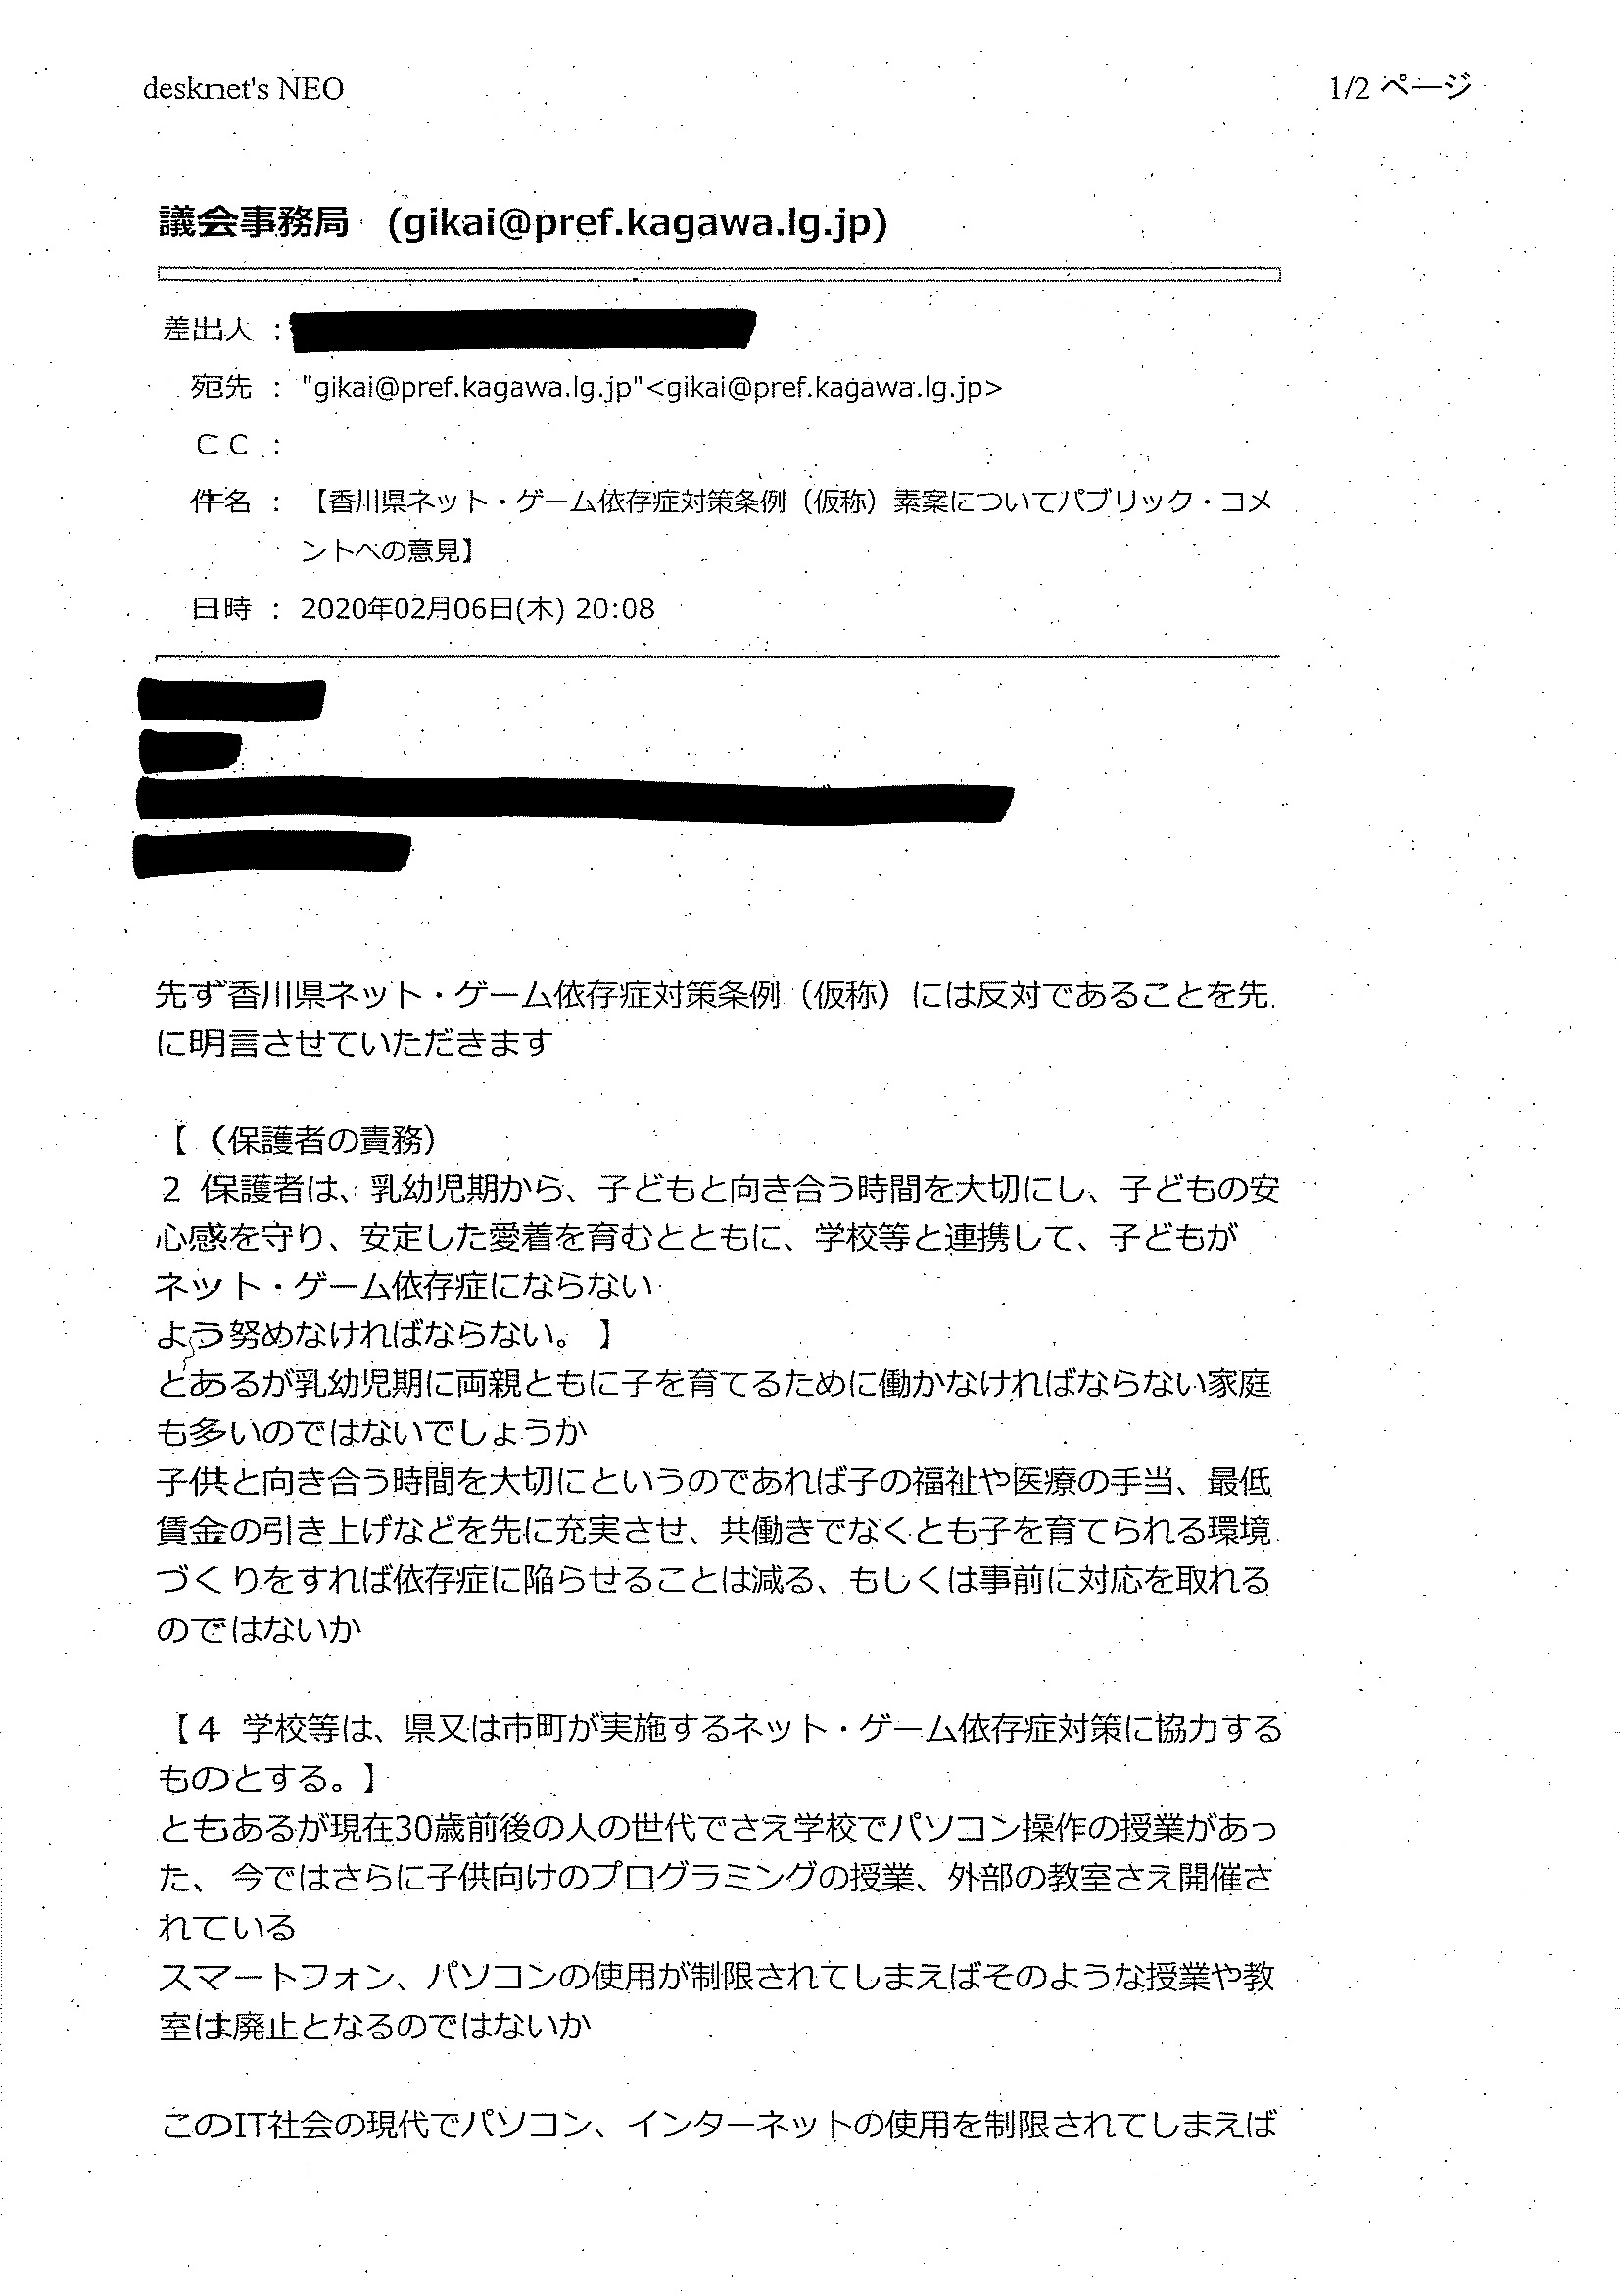 desknet's NEO
1/2 ページ
議会事務局 (gikai@pref.kagawa.lg.jp)
差出人 :
宛先 : "gikai@pref.kagawa.lg.jp"<gikai@pref.kagawa.lg.jp>
ＣＣ :
件名 : 【香川県ネット・ゲーム依存症対策条例（仮称）素案についてパブリック・コメ
ントへの意見】
日時 : 2020年02月06日(木) 20:08
先ず香川県ネット・ゲーム依存症対策条例（仮称）には反対であることを先
に明言させていただきます
【（保護者の責務）
２ 保護者は、乳幼児期から、子どもと向き合う時間を大切にし、子どもの安
心感を守り、安定した愛着を育むとともに、学校等と連携して、子どもが
ネット・ゲーム依存症にならない
よう努めなければならない。】
とあるが乳幼児期に両親ともに子を育てるために働かなければならない家庭
も多いのではないでしょうか
子供と向き合う時間を大切にというのであれば子の福祉や医療の手当、最低
賃金の引き上げなどを先に充実させ、共働きでなくとも子を育てられる環境
づくりをすれば依存症に陥らせることは減る、もしくは事前に対応を取れる
のではないか
【４ 学校等は、県又は市町が実施するネット・ゲーム依存症対策に協力する
ものとする。】
ともあるが現在30歳前後の人の世代でさえ学校でパソコン操作の授業があっ
た、今ではさらに子供向けのプログラミングの授業、外部の教室さえ開催さ
れている
スマートフォン、パソコンの使用が制限されてしまえばそのような授業や教
室は廃止となるのではないか
このIT社会の現代でパソコン、インターネットの使用を制限されてしまえば